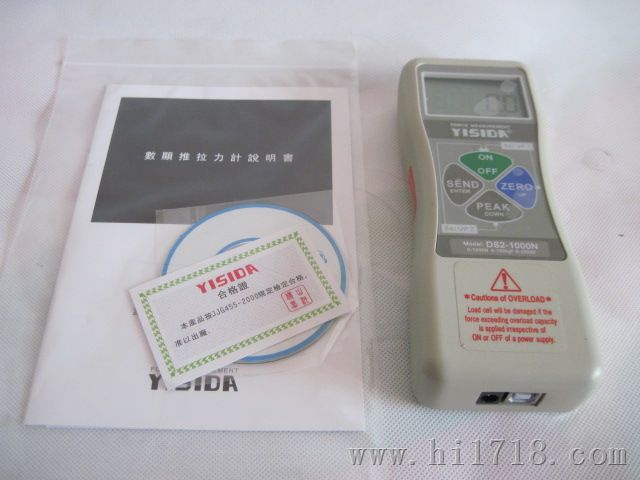 數顯推拉力計說明書
YISIDA
合格證
本產品按JJG455-2000規定檢定合格，
准以出廠。
YISIDA
FORCE MEASUREMENT
YISIDA
ON
OFF
SEND
ENTER
ZERO
UP
PEAK
DOWN
Model: DS2-1000N
*Cautions of OVERLOAD*
Load cell will be damaged if the
force exceeding overload capacity
is applied irrespective of
ON or OFF of a power supply.
www.hi1718.com